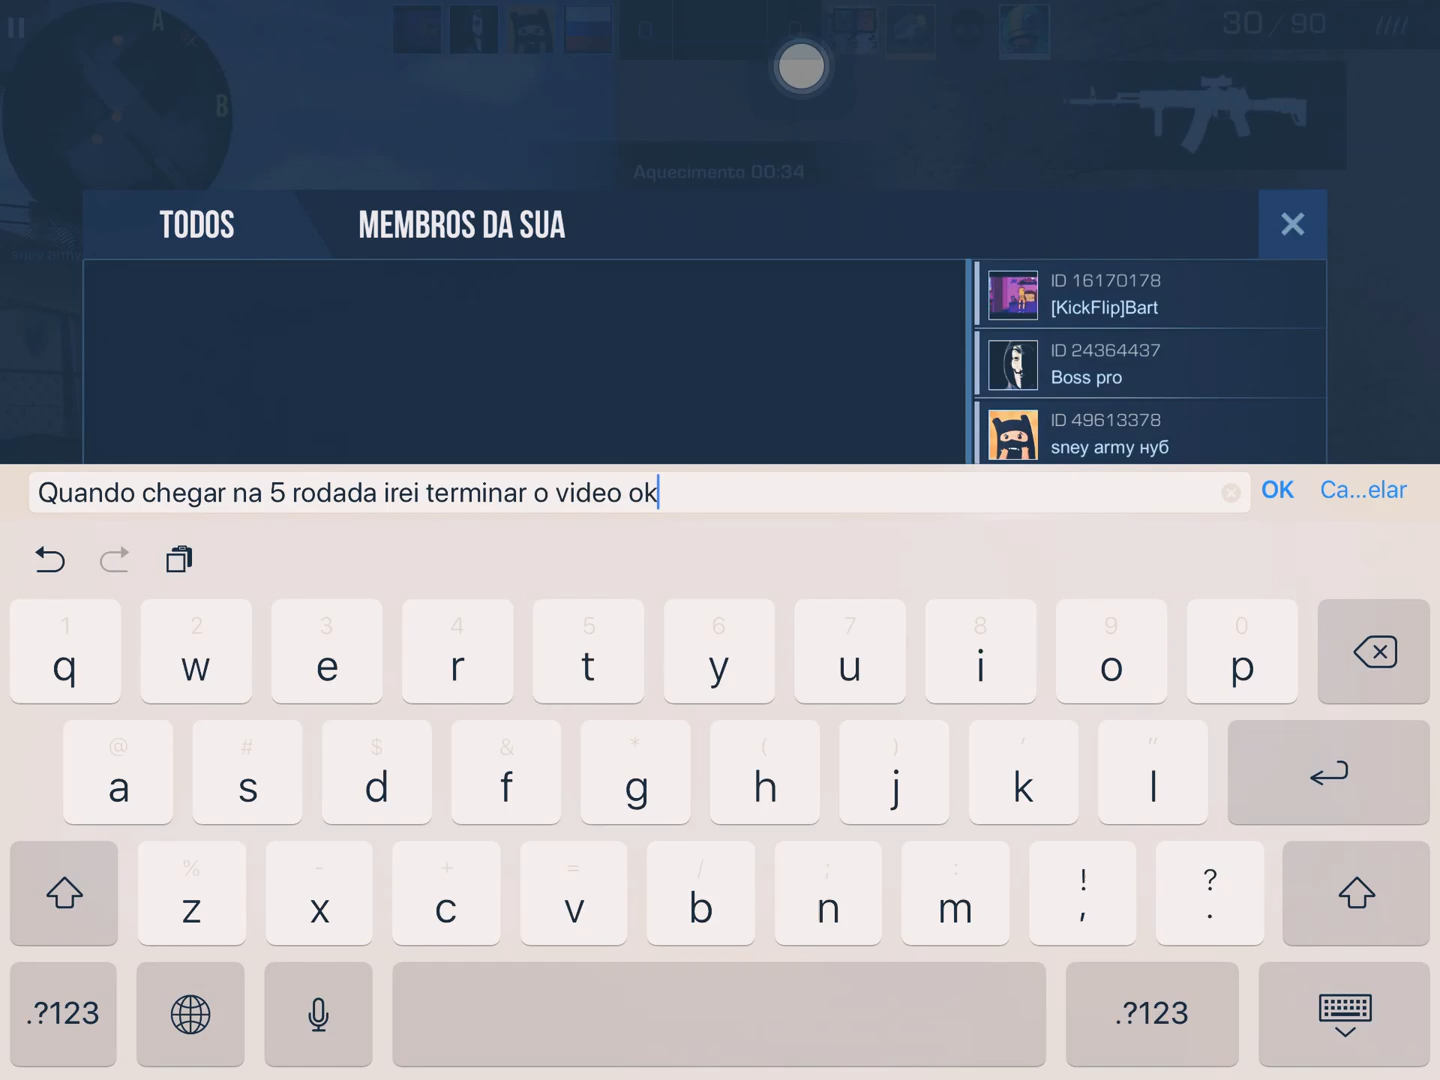 A
B
30 / 90
Aquecimento 00:34
sney army
TODOS
MEMBROS DA SUA
ID 16170178
[KickFlip]Bart
ID 24364437
Boss pro
ID 49613378
sney army нуб
Quando chegar na 5 rodada irei terminar o video ok
OK
Ca...elar
1 2 3 4 5 6 7 8 9 0
q w e r t y u i o p
@ # $ & * ( ) ' "
a s d f g h j k l
% - + = / ; : ! ?
z x c v b n m , .
.?123
.?123